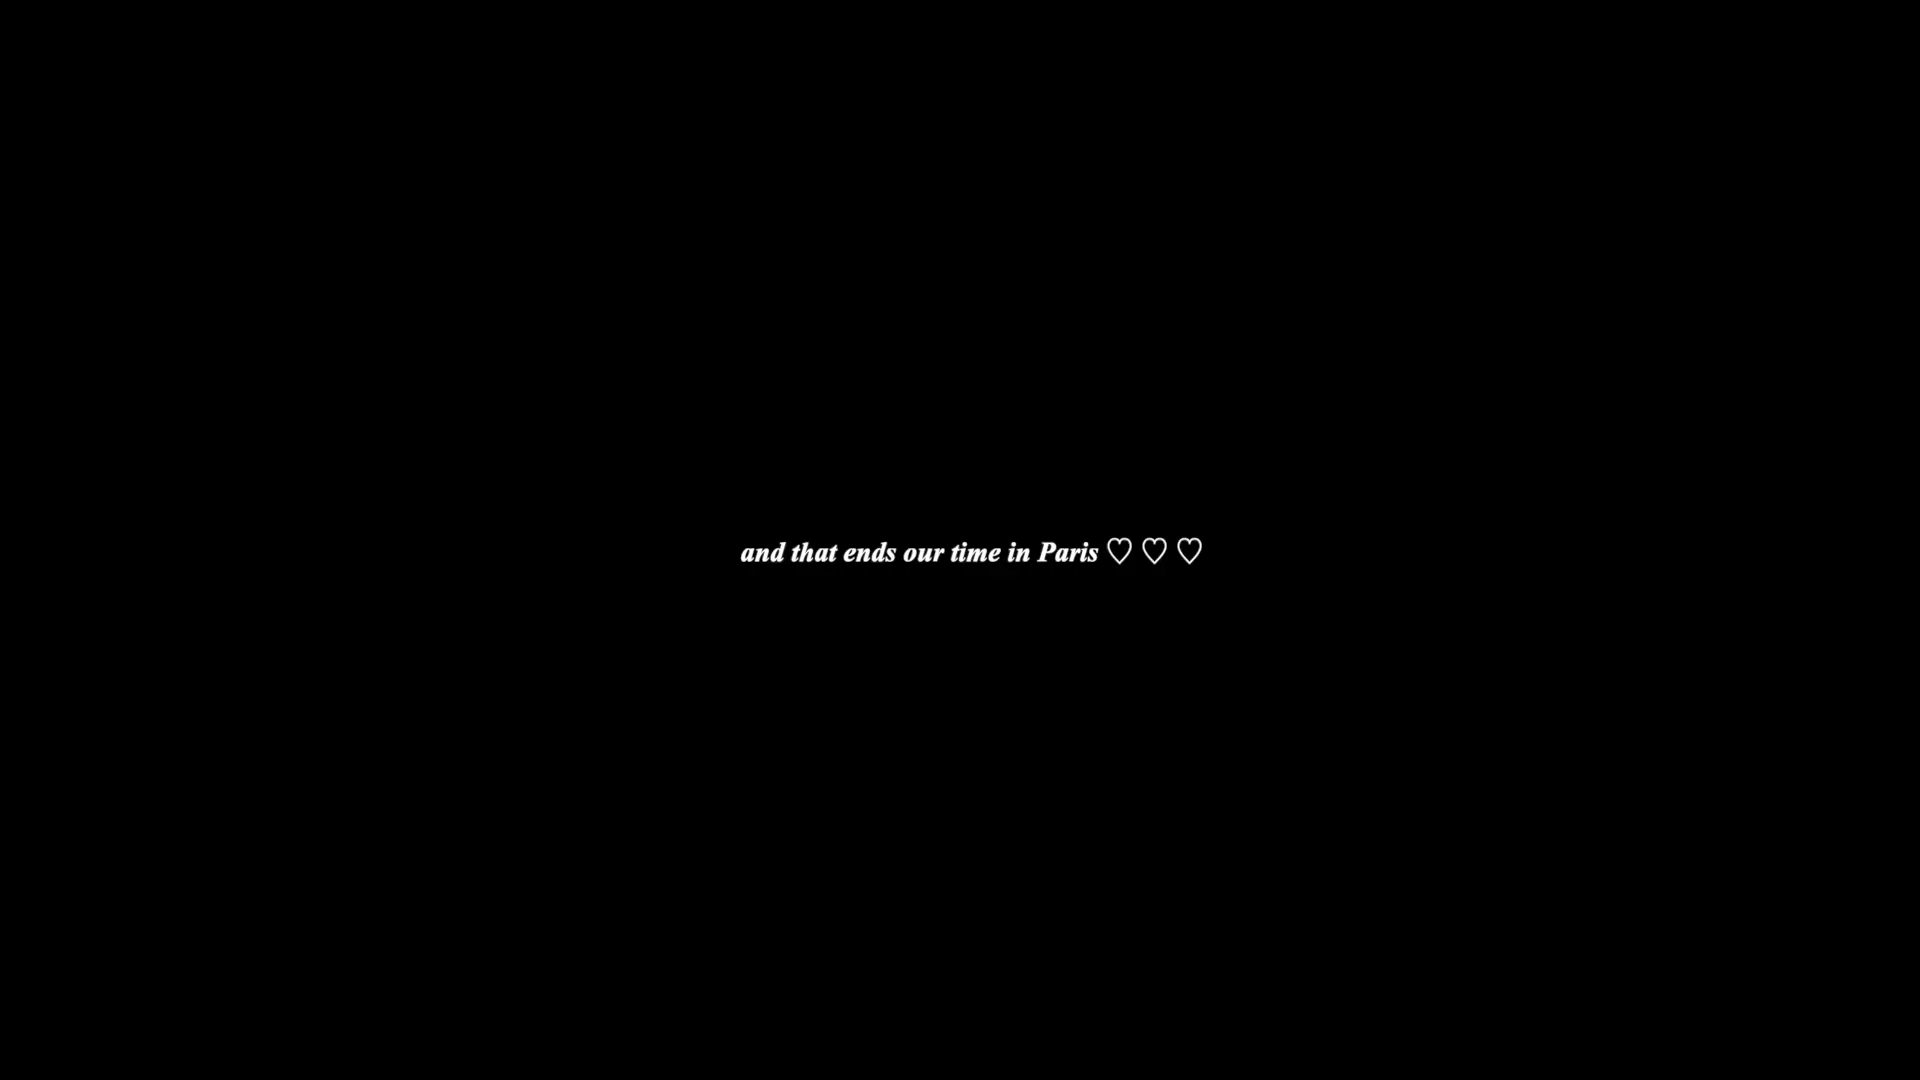 and that ends our time in Paris ♡ ♡ ♡